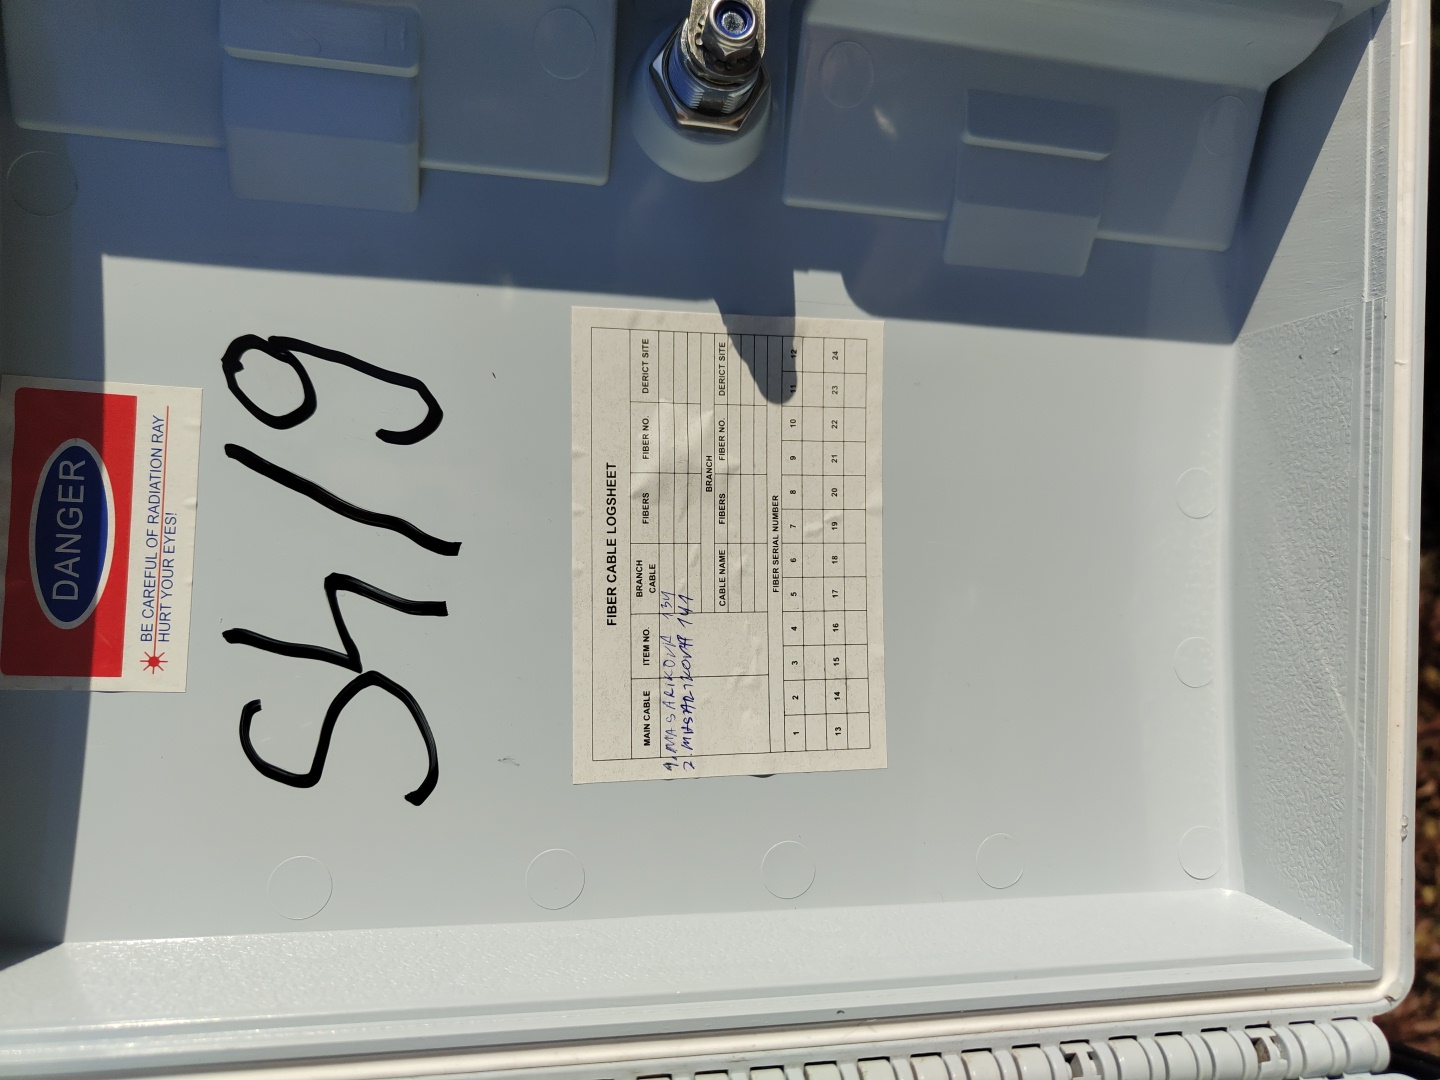 DANGER
BE CAREFUL OF RADIATION RAY
HURT YOUR EYES!
S4/9
FIBER CABLE LOGSHEET
MAIN CABLE ITEM NO. BRANCH CABLE FIBERS FIBER NO. DERICT SITE
1. MASARIKOVA 134
2. MASARIKOVA
BRANCH
CABLE NAME FIBERS FIBER NO. DERICT SITE
FIBER SERIAL NUMBER
1 2 3 4 5 6 7 8 9 10 11 12
13 14 15 16 17 18 19 20 21 22 23 24